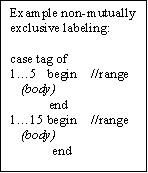 Example non-mutually
exclusive labeling:
case tag of
1…5 begin //range
(body)
end
1…15 begin //range
(body)
end